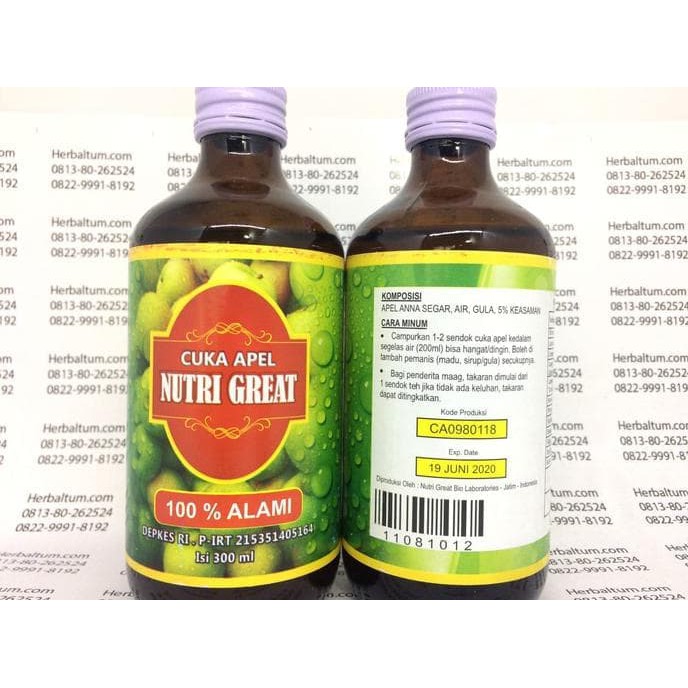 CUKA APEL
NUTRI GREAT
100 % ALAMI
DEPKES RI . P-IRT 215351405164
Isi 300 ml
KOMPOSISI
APEL ANNA SEGAR, AIR, GULA, 5% KEASAMAN
CARA MINUM
• Campurkan 1-2 sendok cuka apel kedalam
segelas air (200ml) bisa hangat/dingin. Boleh di
tambah pemanis (madu, sirup/gula) secukupnya.
• Bagi penderita maag, takaran dimulai dari
1 sendok teh jika tidak ada keluhan, takaran
dapat ditingkatkan.
Kode Produksi
CA0980118
Exp. Date
19 JUNI 2020
Diproduksi Oleh : Nutri Great Bio Laboratories - Jatim - Indonesia
11081012
Herbaltum.com
0813-80-262524
0822-9991-8192